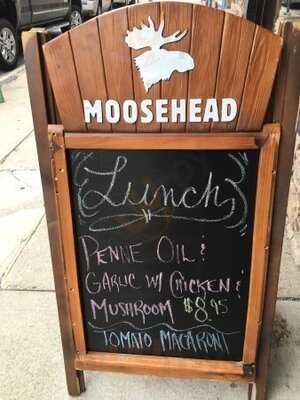 MOOSEHEAD
Lunch
PENNE OIL &
GARLIC W/ CHICKEN &
MUSHROOM $8.95
TOMATO MACARONI